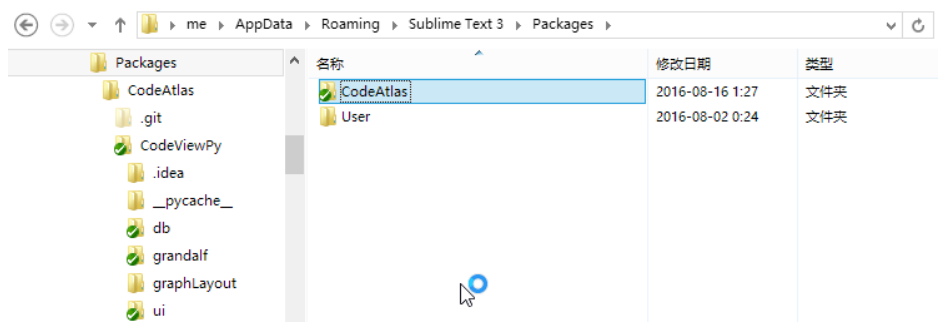 me AppData Roaming Sublime Text 3 Packages
Packages
CodeAtlas
.git
CodeViewPy
.idea
__pycache__
db
grandalf
graphLayout
ui
名称 修改日期 类型
CodeAtlas 2016-08-16 1:27 文件夹
User 2016-08-02 0:24 文件夹